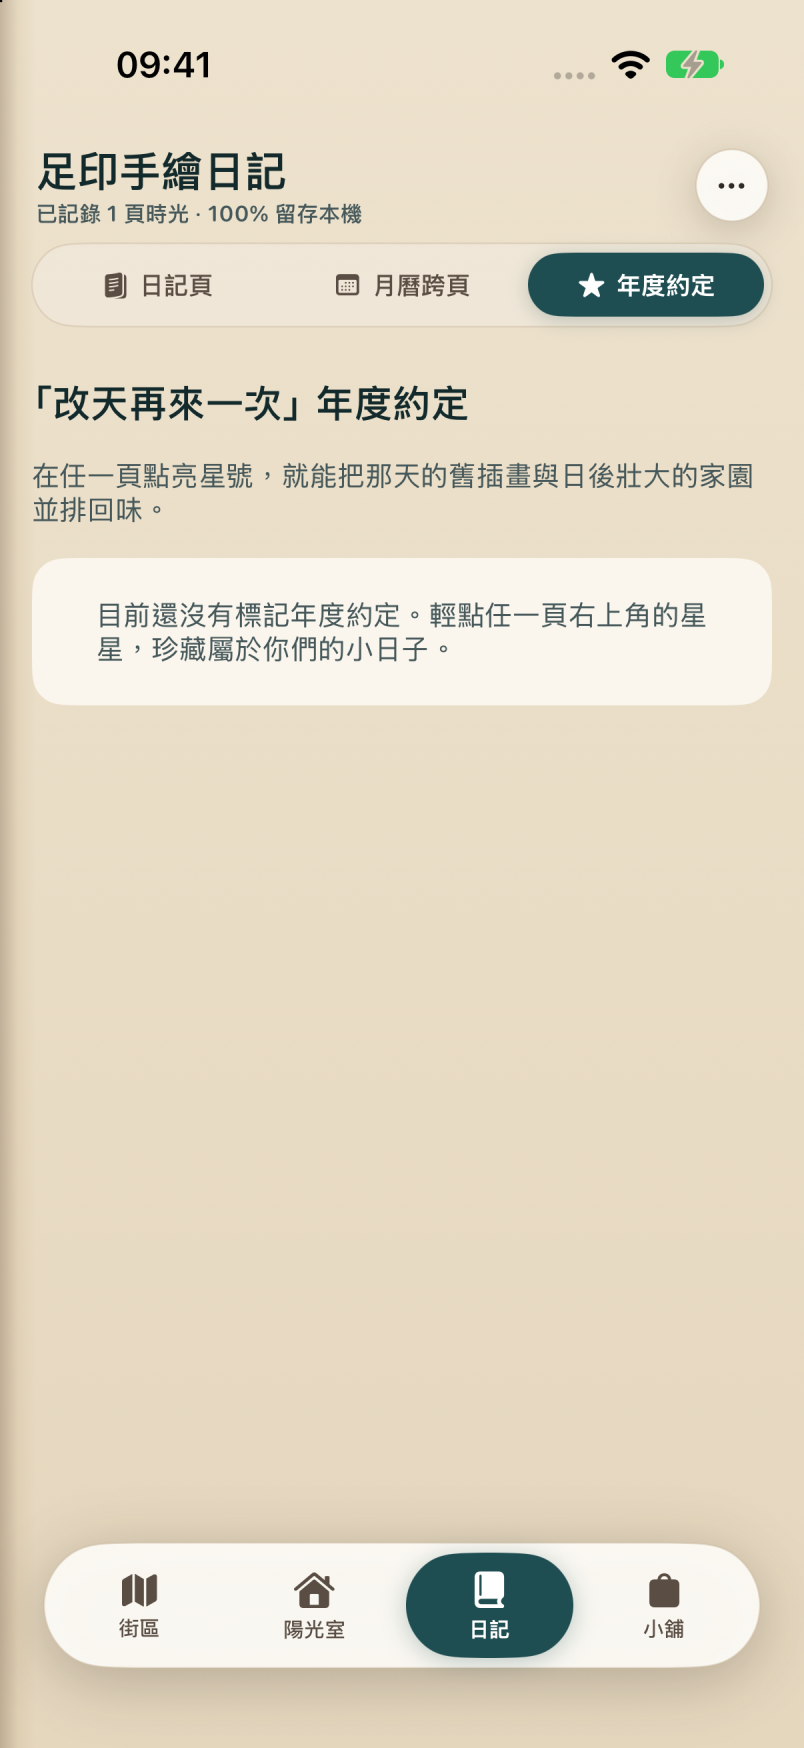 09:41
足印手繪日記
已記錄 1 頁時光 · 100% 留存本機
日記頁
月曆跨頁
年度約定
「改天再來一次」年度約定
在任一頁點亮星號，就能把那天的舊插畫與日後壯大的家園
並排回味。
目前還沒有標記年度約定。輕點任一頁右上角的星
星，珍藏屬於你們的小日子。
街區
陽光室
日記
小舖